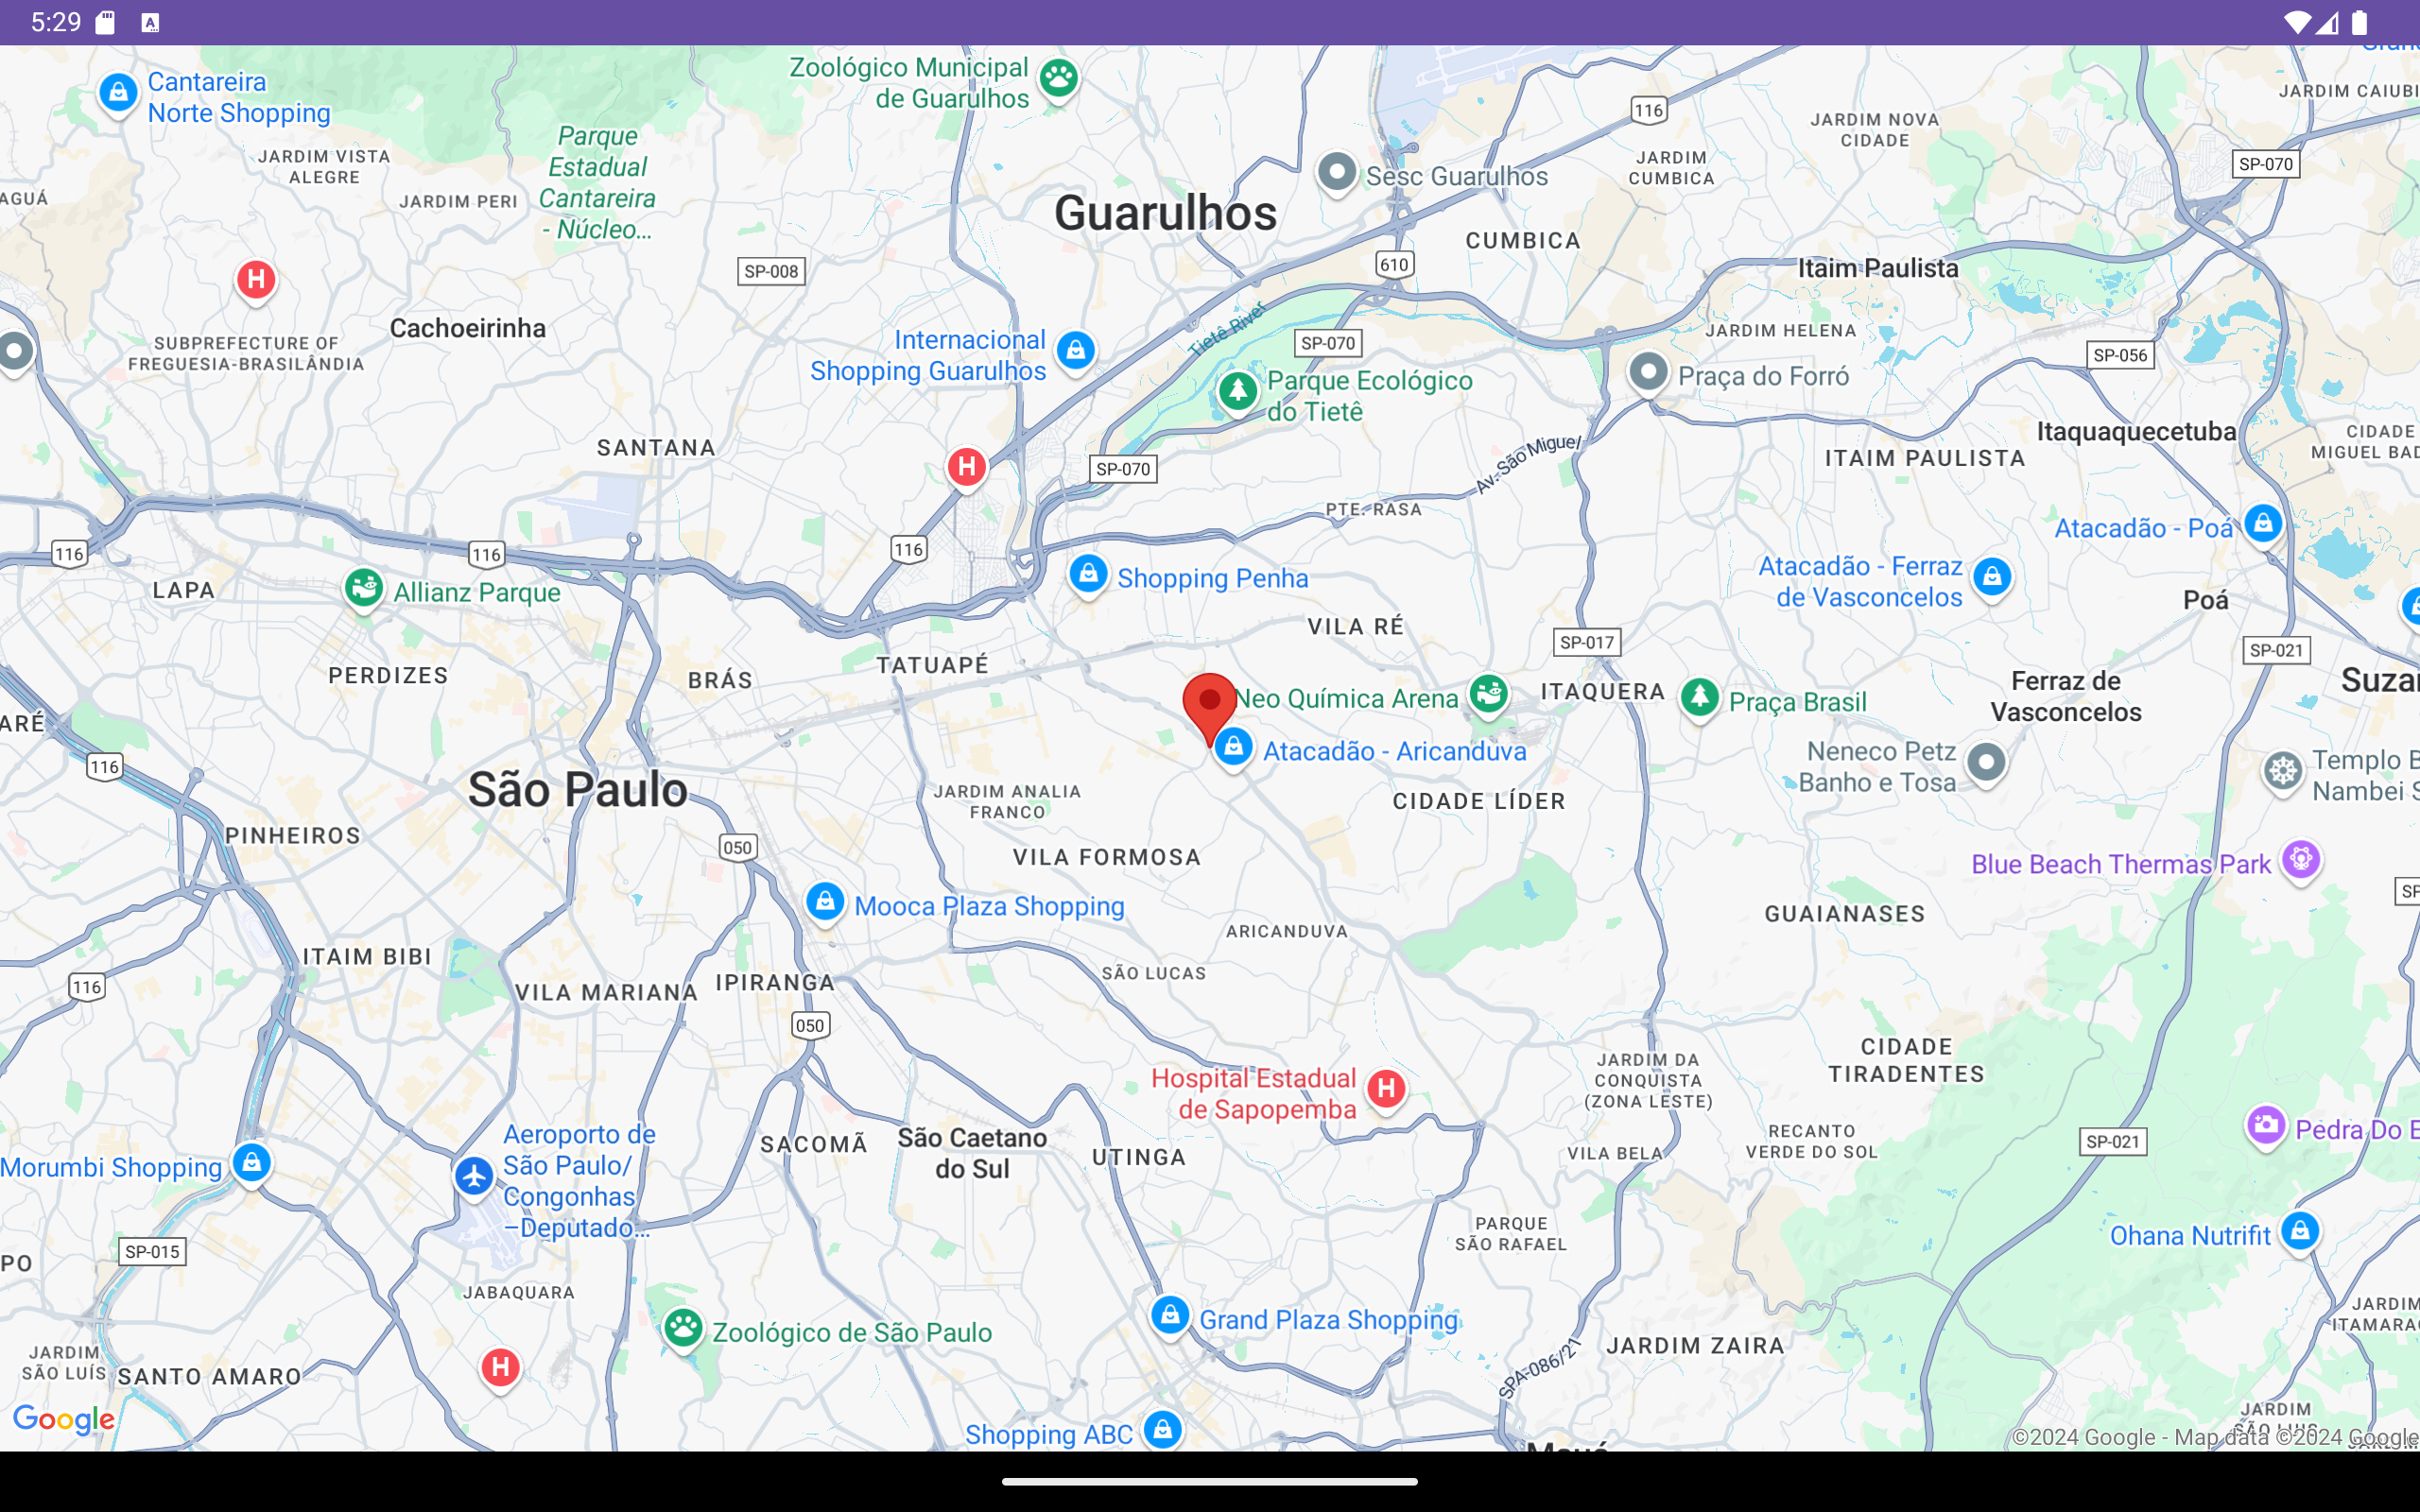 5:29
Cantareira
Norte Shopping
Zoológico Municipal
de Guarulhos
116
JARDIM NOVA
CIDADE
JARDIM CAIUBI
Parque
Estadual
Cantareira
- Núcleo...
JARDIM VISTA
ALEGRE
JARDIM PERI
AGUÁ
Sesc Guarulhos
JARDIM
CUMBICA
SP-070
Guarulhos
CUMBICA
SP-008
610
Itaim Paulista
Cachoeirinha
SUBPREFECTURE OF
FREGUESIA-BRASILÂNDIA
Internacional
Shopping Guarulhos
Tietê River
SP-070
JARDIM HELENA
SP-056
Parque Ecológico
do Tietê
Praça do Forró
SANTANA
SP-070
Av. São Miguel
ITAIM PAULISTA
Itaquaquecetuba
CIDADE
MIGUEL BAD
PTE. RASA
Atacadão - Poá
116
116
116
LAPA
Allianz Parque
Shopping Penha
Atacadão - Ferraz
de Vasconcelos
Poá
VILA RÉ
SP-017
SP-021
PERDIZES
BRÁS
TATUAPÉ
Neo Química Arena
ITAQUERA
Praça Brasil
Ferraz de
Vasconcelos
Suza
ARÉ
116
Atacadão - Aricanduva
Neneco Petz
Banho e Tosa
Templo B
Nambei S
São Paulo
JARDIM ANALIA
FRANCO
CIDADE LÍDER
PINHEIROS
050
VILA FORMOSA
Blue Beach Thermas Park
SP
Mooca Plaza Shopping
ARICANDUVA
GUAIANASES
ITAIM BIBI
116
VILA MARIANA
IPIRANGA
SÃO LUCAS
050
CIDADE
TIRADENTES
JARDIM DA
CONQUISTA
(ZONA LESTE)
Hospital Estadual
de Sapopemba
Morumbi Shopping
Aeroporto de
São Paulo/
Congonhas
–Deputado...
SACOMÃ
São Caetano
do Sul
UTINGA
VILA BELA
RECANTO
VERDE DO SOL
SP-021
Pedra Do E
SP-015
PARQUE
SÃO RAFAEL
Ohana Nutrifit
PO
JABAQUARA
Zoológico de São Paulo
Grand Plaza Shopping
SPA-086/21
JARDIM ZAIRA
JARDIM
ITAMARA
JARDIM
SÃO LUÍS
SANTO AMARO
Google
Shopping ABC
Mauá
JARDIM
SÃO LUIS
©2024 Google - Map data ©2024 Google